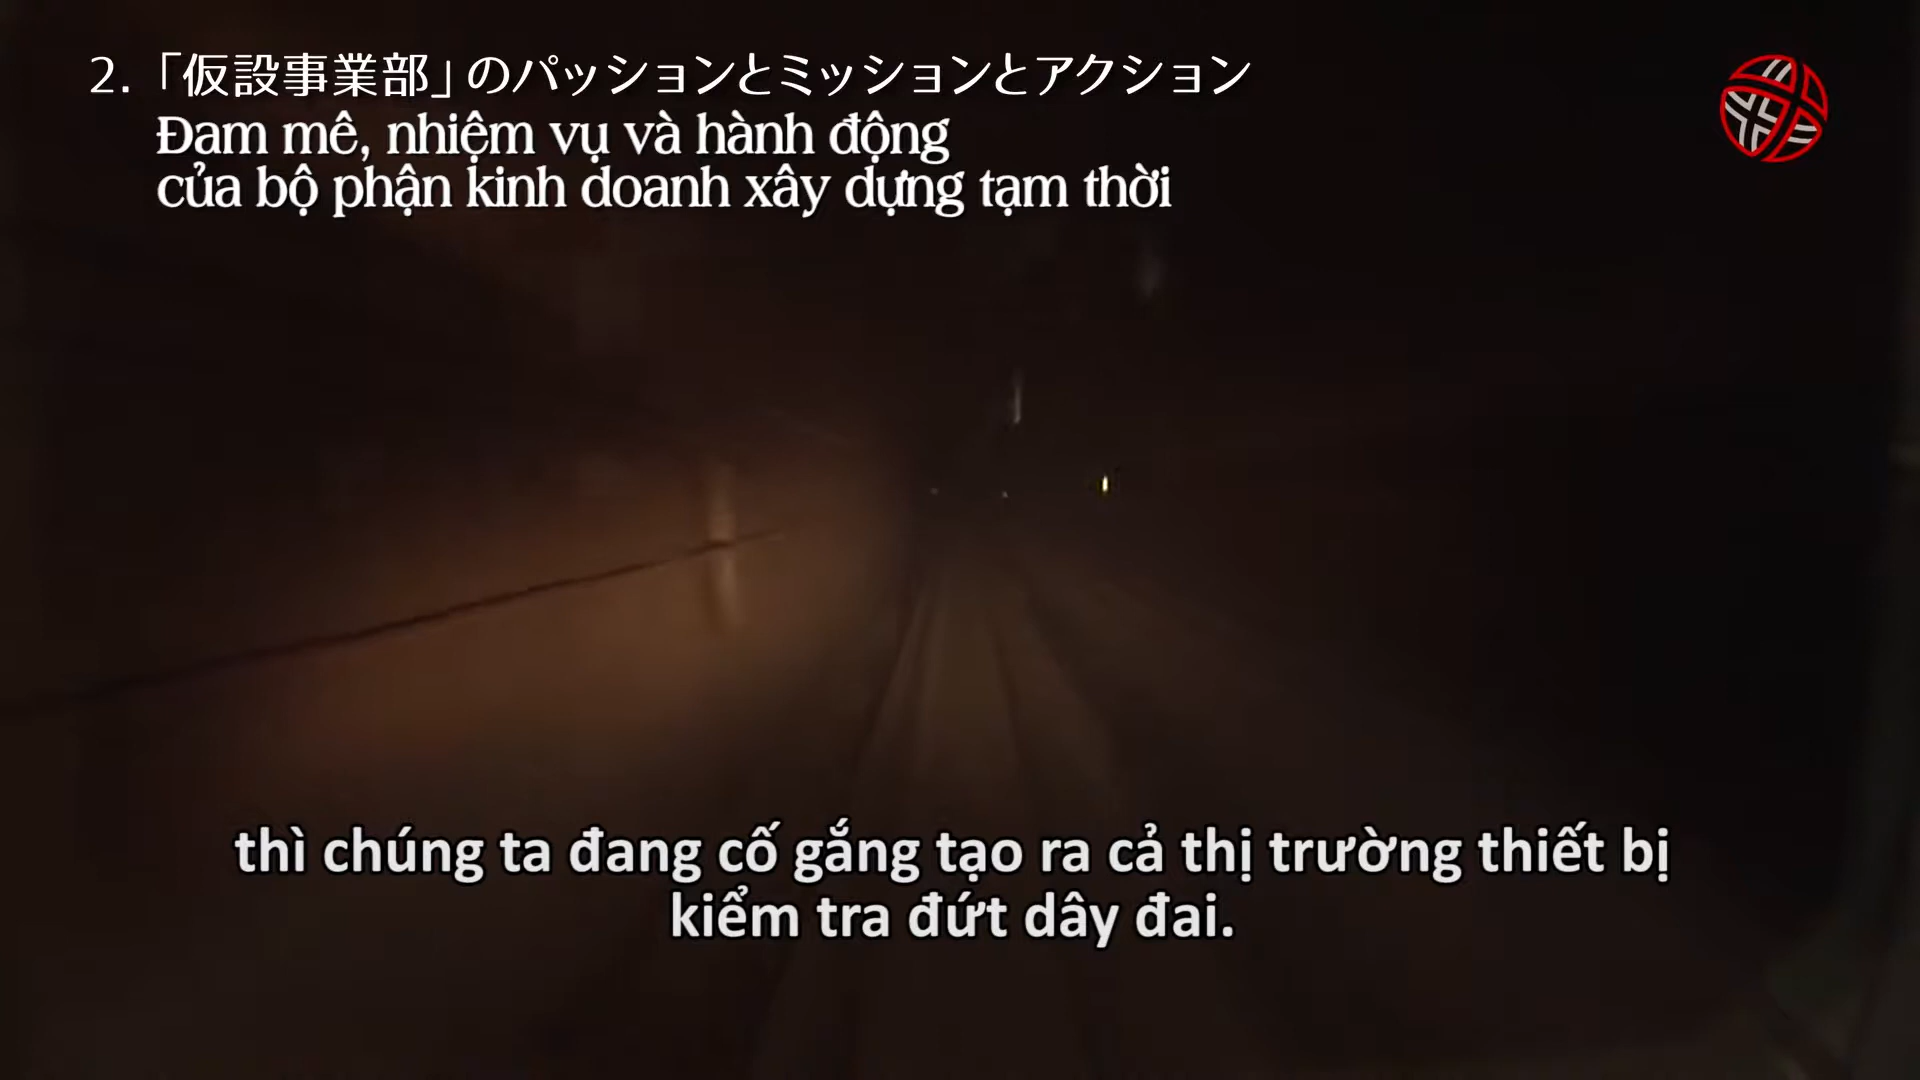 2.「仮設事業部」のパッションとミッションとアクション
Đam mê, nhiệm vụ và hành động
của bộ phận kinh doanh xây dựng tạm thời
thì chúng ta đang cố gắng tạo ra cả thị trường thiết bị
kiểm tra đứt dây đai.